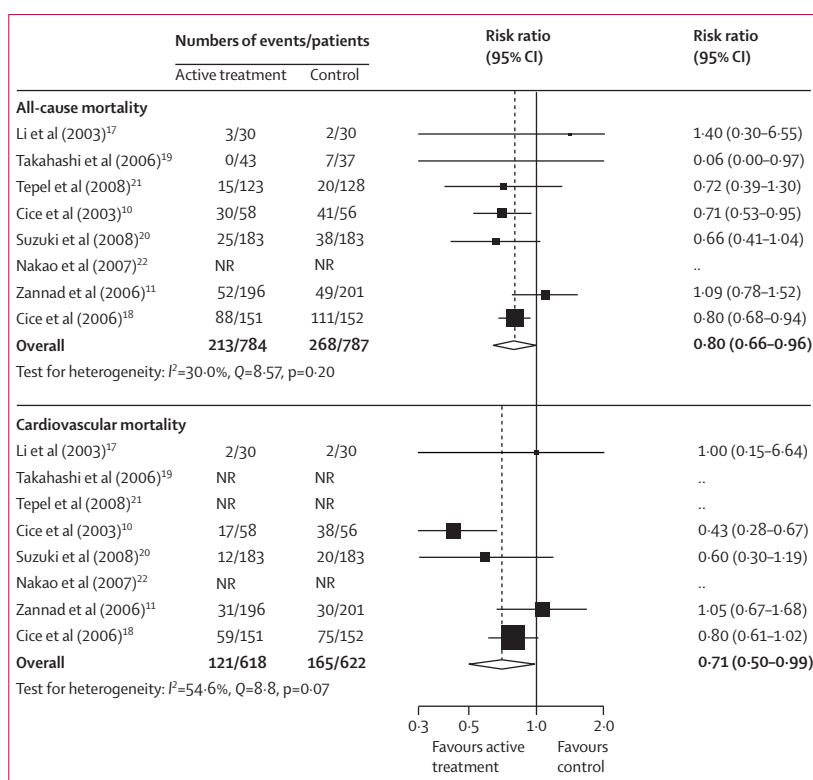 Numbers of events/patients Risk ratio (95% CI) Risk ratio (95% CI)
Active treatment Control
All-cause mortality
Li et al (2003)17 3/30 2/30 1·40 (0·30–6·55)
Takahashi et al (2006)19 0/43 7/37 0·06 (0·00–0·97)
Tepel et al (2008)21 15/123 20/128 0·72 (0·39–1·30)
Cice et al (2003)10 30/58 41/56 0·71 (0·53–0·95)
Suzuki et al (2008)20 25/183 38/183 0·66 (0·41–1·04)
Nakao et al (2007)22 NR NR ..
Zannad et al (2006)11 52/196 49/201 1·09 (0·78–1·52)
Cice et al (2006)18 88/151 111/152 0·80 (0·68–0·94)
Overall 213/784 268/787 0·80 (0·66–0·96)
Test for heterogeneity: I²=30·0%, Q=8·57, p=0·20
Cardiovascular mortality
Li et al (2003)17 2/30 2/30 1·00 (0·15–6·64)
Takahashi et al (2006)19 NR NR ..
Tepel et al (2008)21 NR NR ..
Cice et al (2003)10 17/58 38/56 0·43 (0·28–0·67)
Suzuki et al (2008)20 12/183 20/183 0·60 (0·30–1·19)
Nakao et al (2007)22 NR NR ..
Zannad et al (2006)11 31/196 30/201 1·05 (0·67–1·68)
Cice et al (2006)18 59/151 75/152 0·80 (0·61–1·02)
Overall 121/618 165/622 0·71 (0·50–0·99)
Test for heterogeneity: I²=54·6%, Q=8·8, p=0·07
0·3 0·5 1·0 2·0
Favours active Favours
treatment control